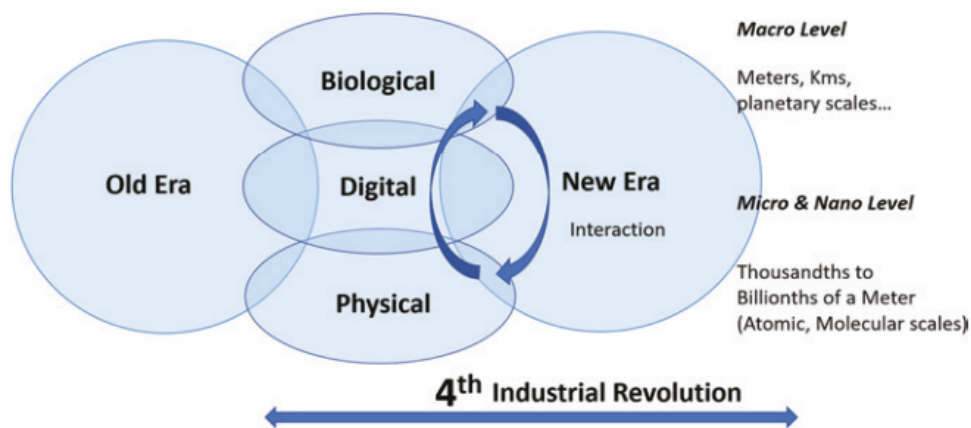 Macro Level
Biological
Meters, Kms,
planetary scales...
Old Era
Digital
New Era
Micro & Nano Level
Interaction
Thousandths to
Billionths of a Meter
(Atomic, Molecular scales)
Physical
4th Industrial Revolution